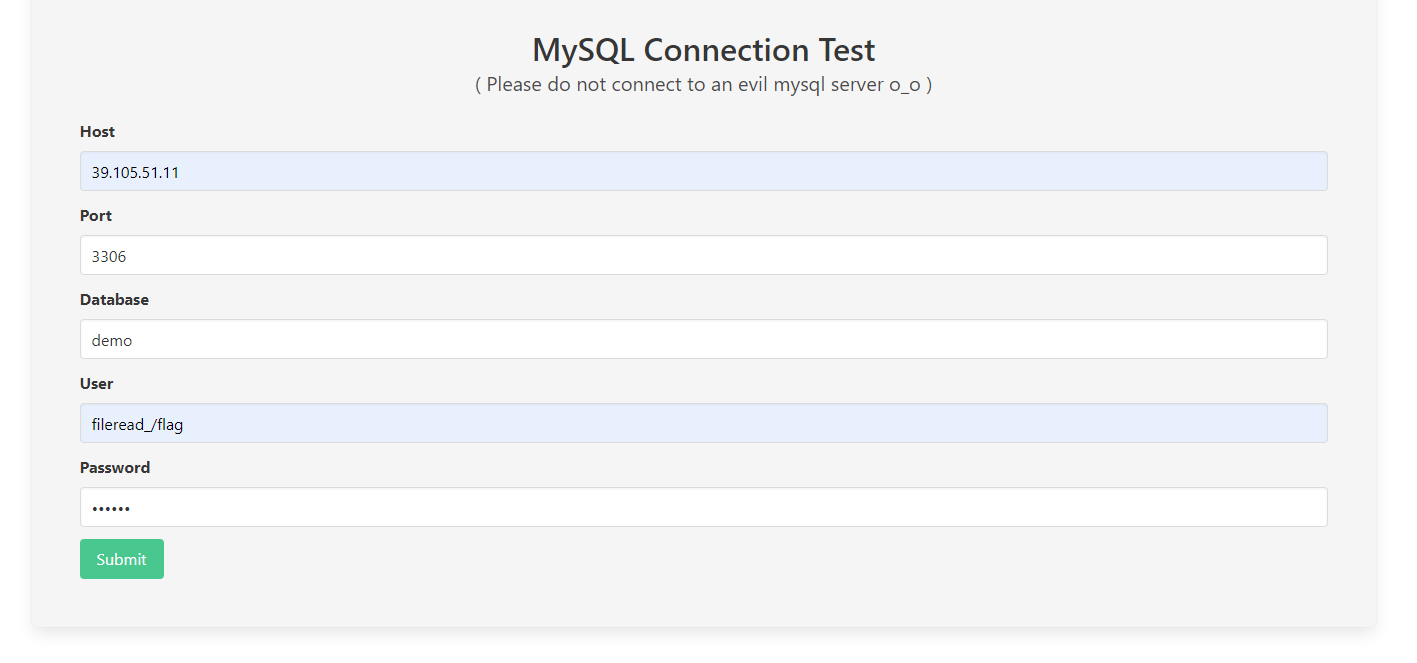 MySQL Connection Test
( Please do not connect to an evil mysql server o_o )
Host
39.105.51.11
Port
3306
Database
demo
User
fileread_/flag
Password
••••••
Submit